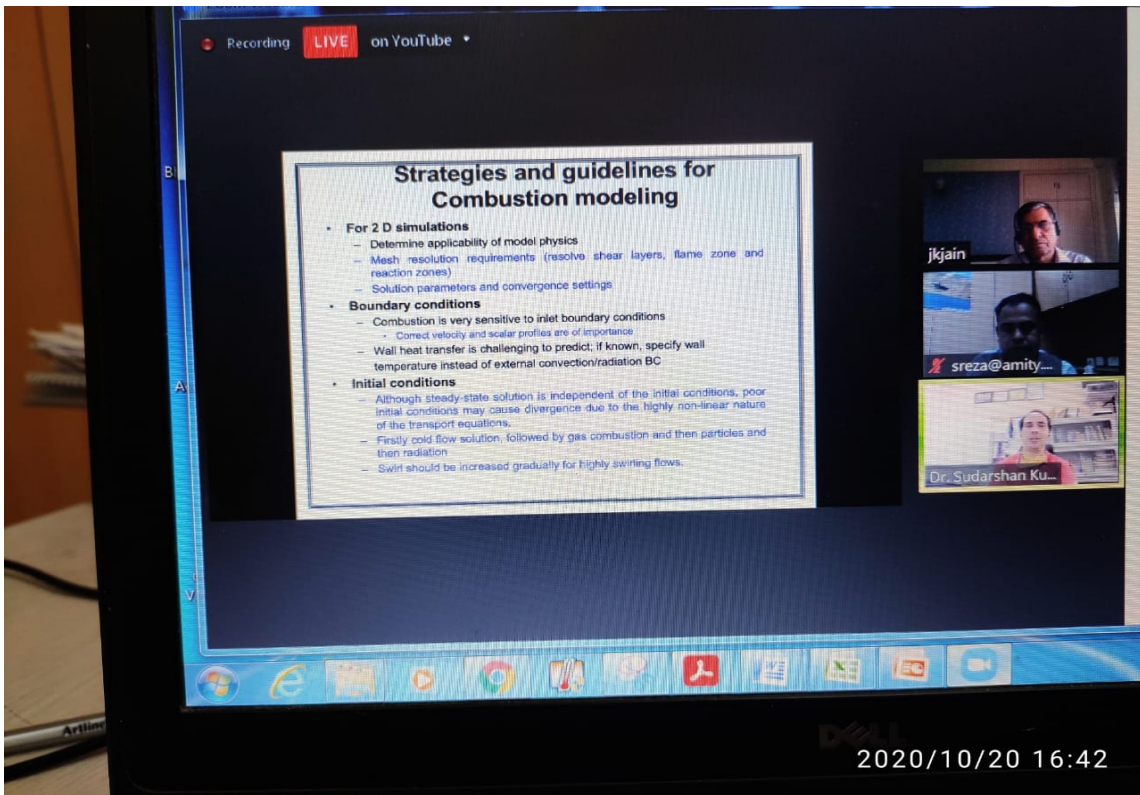 Recording LIVE on YouTube
Strategies and guidelines for
Combustion modeling
• For 2 D simulations
– Determine applicability of model physics
– Mesh resolution requirements (resolve shear layers, flame zone and
reaction zones)
– Solution parameters and convergence settings
• Boundary conditions
– Combustion is very sensitive to inlet boundary conditions
• Correct velocity and scalar profiles are of importance
– Wall heat transfer is challenging to predict; if known, specify wall
temperature instead of external convection/radiation BC
• Initial conditions
– Although steady-state solution is independent of the initial conditions, poor
initial conditions may cause divergence due to the highly non-linear nature
of the transport equations.
– Firstly cold flow solution, followed by gas combustion and then particles and
then radiation
– Swirl should be increased gradually for highly swirling flows.
jkjain
sreza@amity....
Dr. Sudarshan Ku...
DELL
2020/10/20 16:42